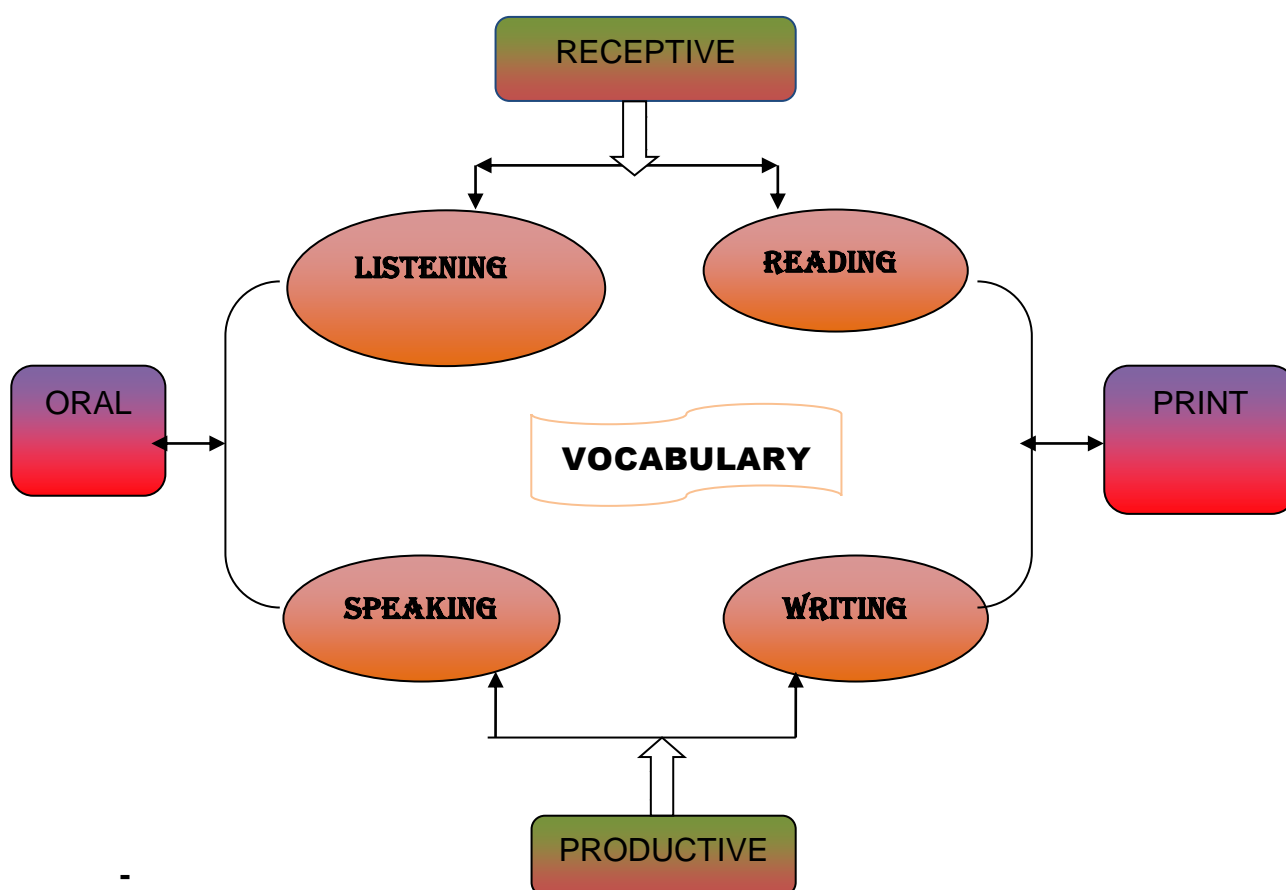 RECEPTIVE
LISTENING
READING
ORAL
PRINT
VOCABULARY
SPEAKING
WRITING
PRODUCTIVE
-